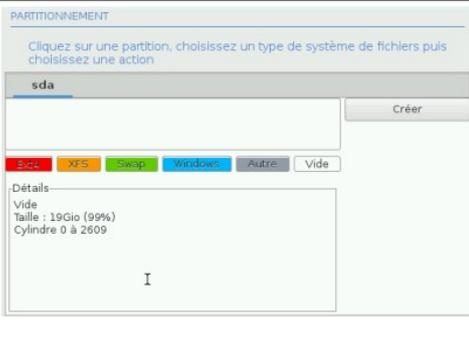 PARTITIONNEMENT
Cliquez sur une partition, choisissez un type de système de fichiers puis
choisissez une action
sda
Créer
Ext4 XFS Swap Windows Autre Vide
Détails
Vide
Taille : 19Gio (99%)
Cylindre 0 à 2609